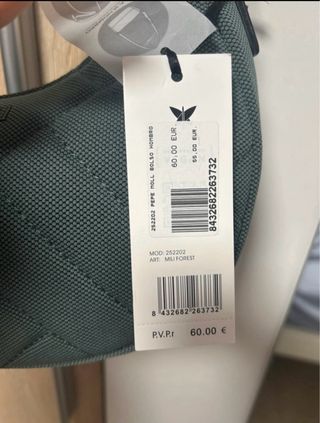 252202 PEPE MOLL BOLSO HOMBRO
60.00 EUR.
55.00 EUR.
8432682263732
MOD: 252202
ART: MILI FOREST
8 432682 263732
P.V.P.r 60.00 €